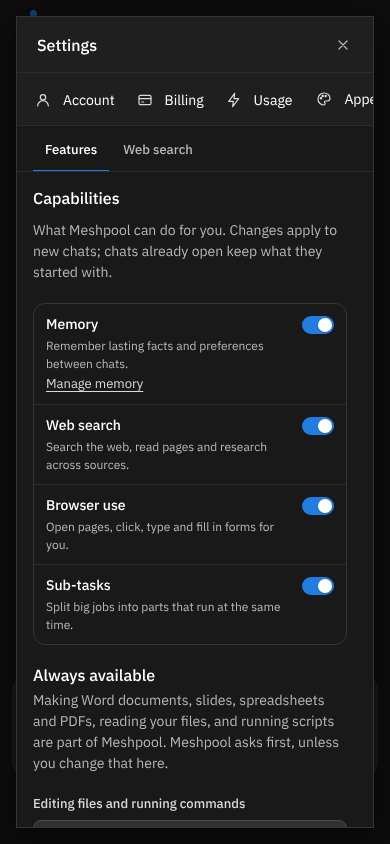 Settings
Account
Billing
Usage
Appe
Features
Web search
Capabilities
What Meshpool can do for you. Changes apply to
new chats; chats already open keep what they
started with.
Memory
Remember lasting facts and preferences
between chats.
Manage memory
Web search
Search the web, read pages and research
across sources.
Browser use
Open pages, click, type and fill in forms for
you.
Sub-tasks
Split big jobs into parts that run at the same
time.
Always available
Making Word documents, slides, spreadsheets
and PDFs, reading your files, and running scripts
are part of Meshpool. Meshpool asks first, unless
you change that here.
Editing files and running commands